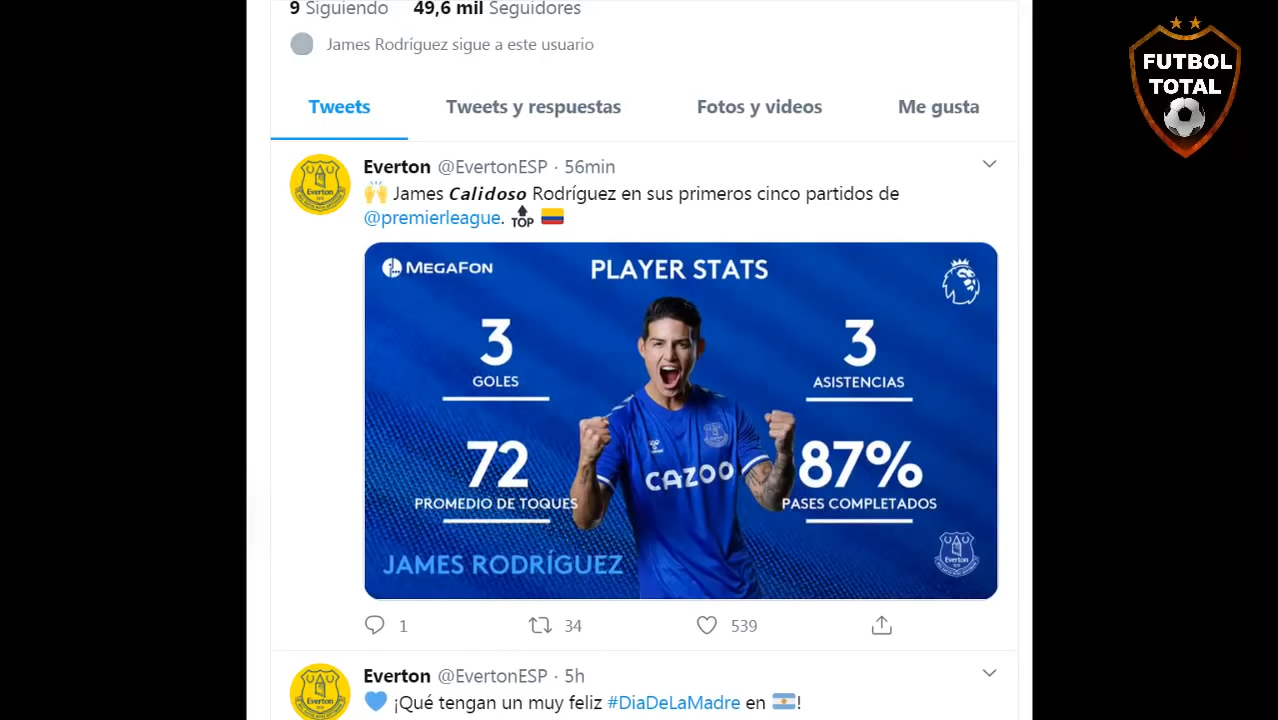 9 Siguiendo 49,6 mil Seguidores
James Rodríguez sigue a este usuario
FUTBOL
TOTAL
Tweets Tweets y respuestas Fotos y videos Me gusta
Everton @EvertonESP · 56min
🙌 James Calidoso Rodríguez en sus primeros cinco partidos de
@premierleague. 🔝 🇨🇴
MEGAFON PLAYER STATS
3
GOLES
3
ASISTENCIAS
72
PROMEDIO DE TOQUES
87%
PASES COMPLETADOS
CAZOO
JAMES RODRÍGUEZ
Everton
1 34 539
Everton @EvertonESP · 5h
💙 ¡Qué tengan un muy feliz #DiaDeLaMadre en 🇦🇷!